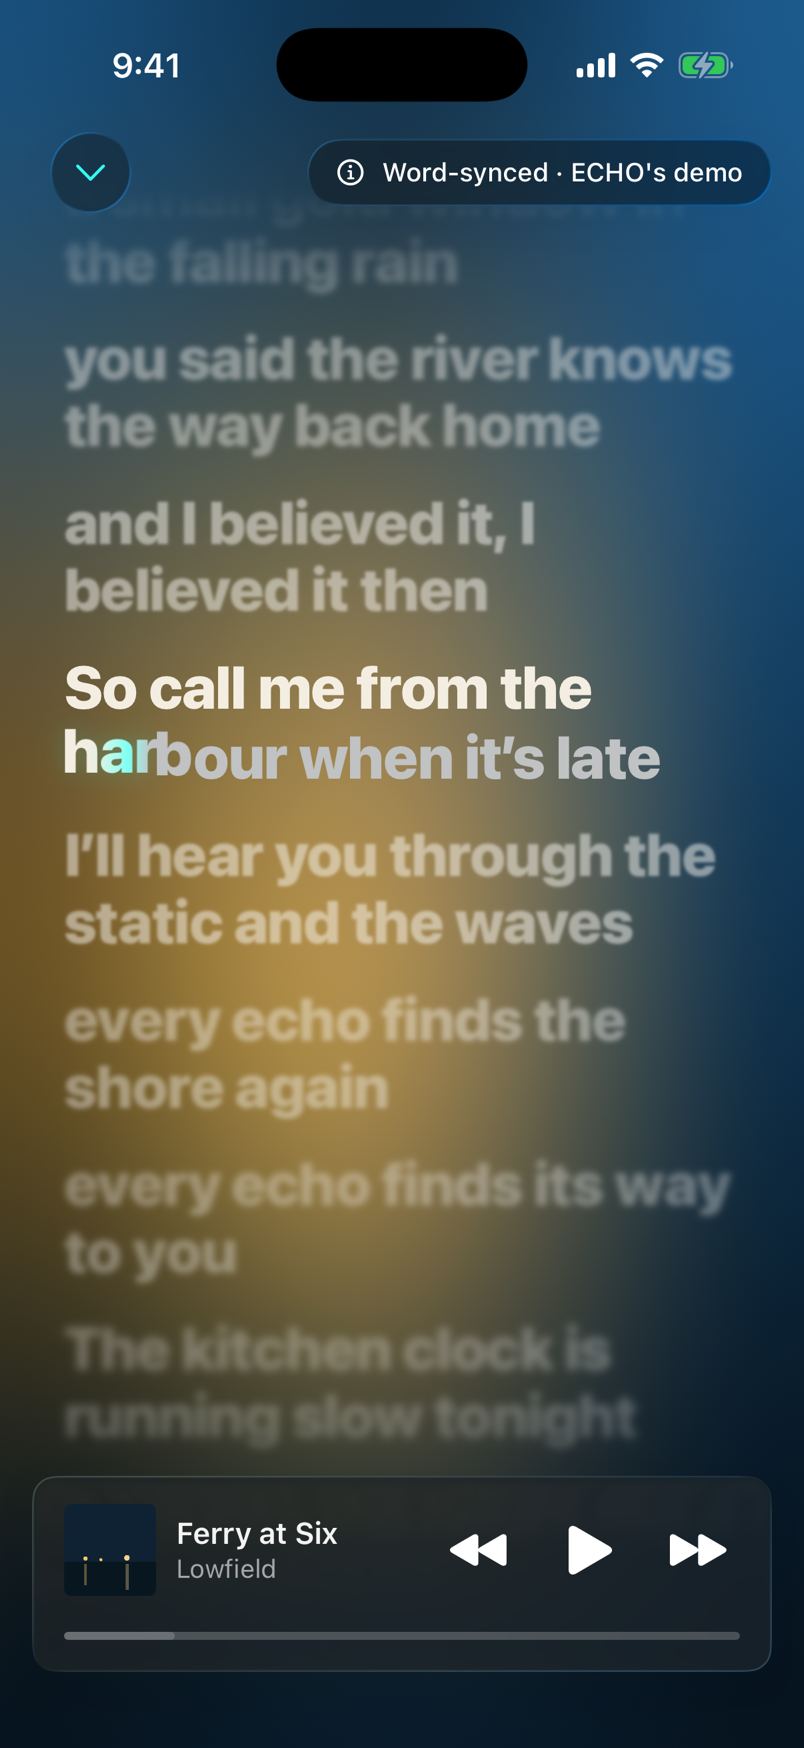 9:41
Word-synced · ECHO's demo
the falling rain
you said the river knows
the way back home
and I believed it, I
believed it then
So call me from the
harbour when it’s late
I’ll hear you through the
static and the waves
every echo finds the
shore again
every echo finds its way
to you
The kitchen clock is
running slow tonight
Ferry at Six
Lowfield